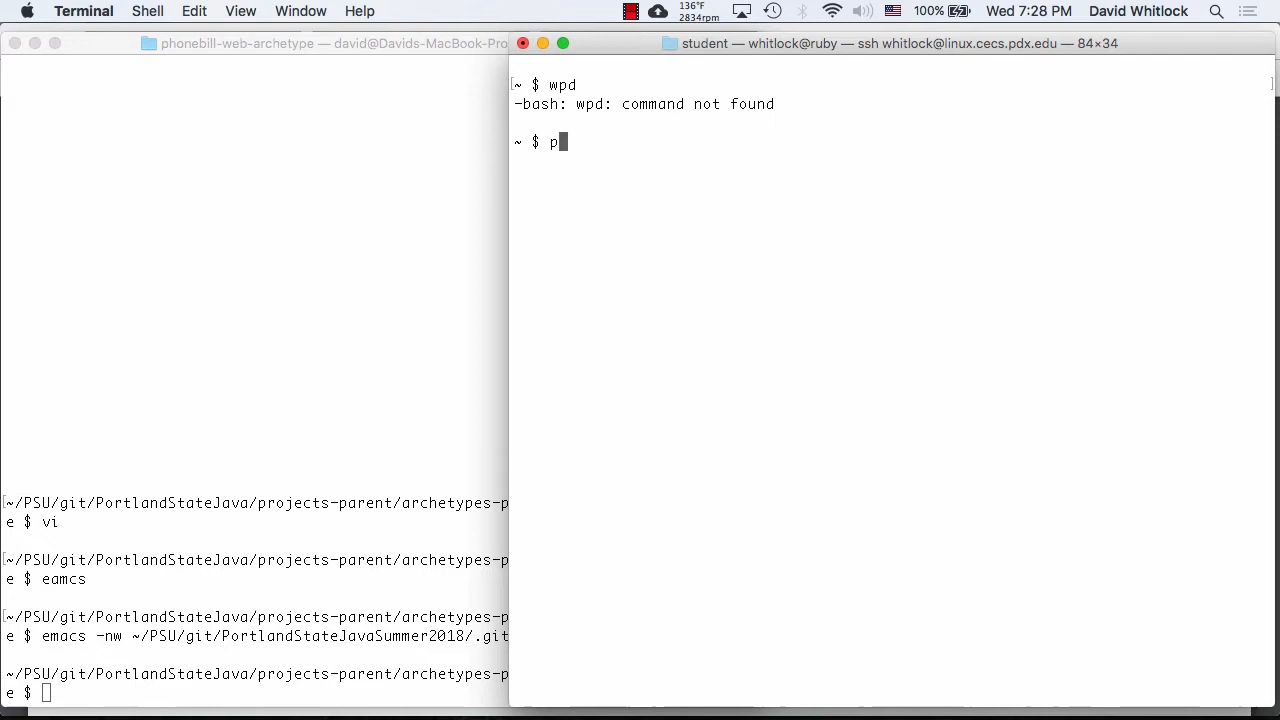 Terminal Shell Edit View Window Help 136°F 2834rpm 100% Wed 7:28 PM David Whitlock
phonebill-web-archetype — david@Davids-MacBook-Pro
student — whitlock@ruby — ssh whitlock@linux.cecs.pdx.edu — 84×34
[~ $ wpd ]
-bash: wpd: command not found
~ $ p
[~/PSU/git/PortlandStateJava/projects-parent/archetypes-p
e $ vi
[~/PSU/git/PortlandStateJava/projects-parent/archetypes-p
e $ eamcs
[~/PSU/git/PortlandStateJava/projects-parent/archetypes-p
e $ emacs -nw ~/PSU/git/PortlandStateJavaSummer2018/.git
~/PSU/git/PortlandStateJava/projects-parent/archetypes-p
e $